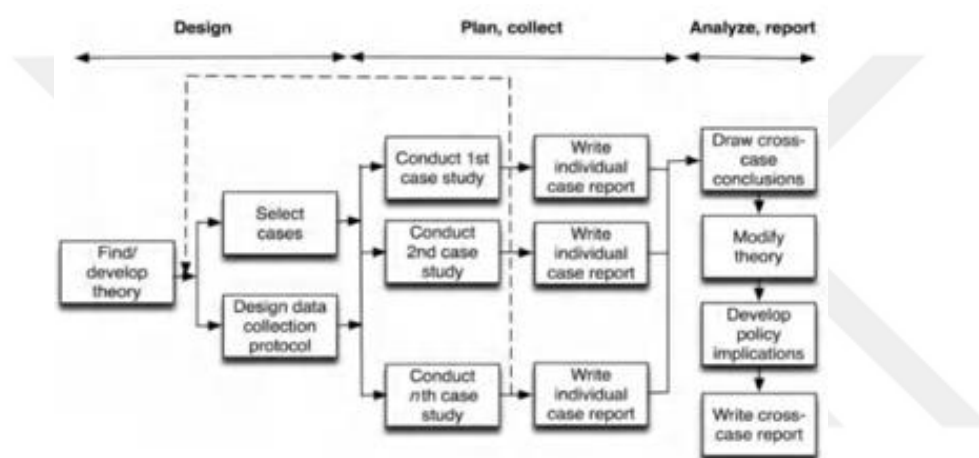 Design
Plan, collect
Analyze, report
Find/
develop
theory
Select
cases
Design data
collection
protocol
Conduct 1st
case study
Conduct
2nd case
study
Conduct
nth case
study
Write
individual
case report
Write
individual
case report
Write
individual
case report
Draw cross-
case
conclusions
Modify
theory
Develop
policy
implications
Write cross-
case report